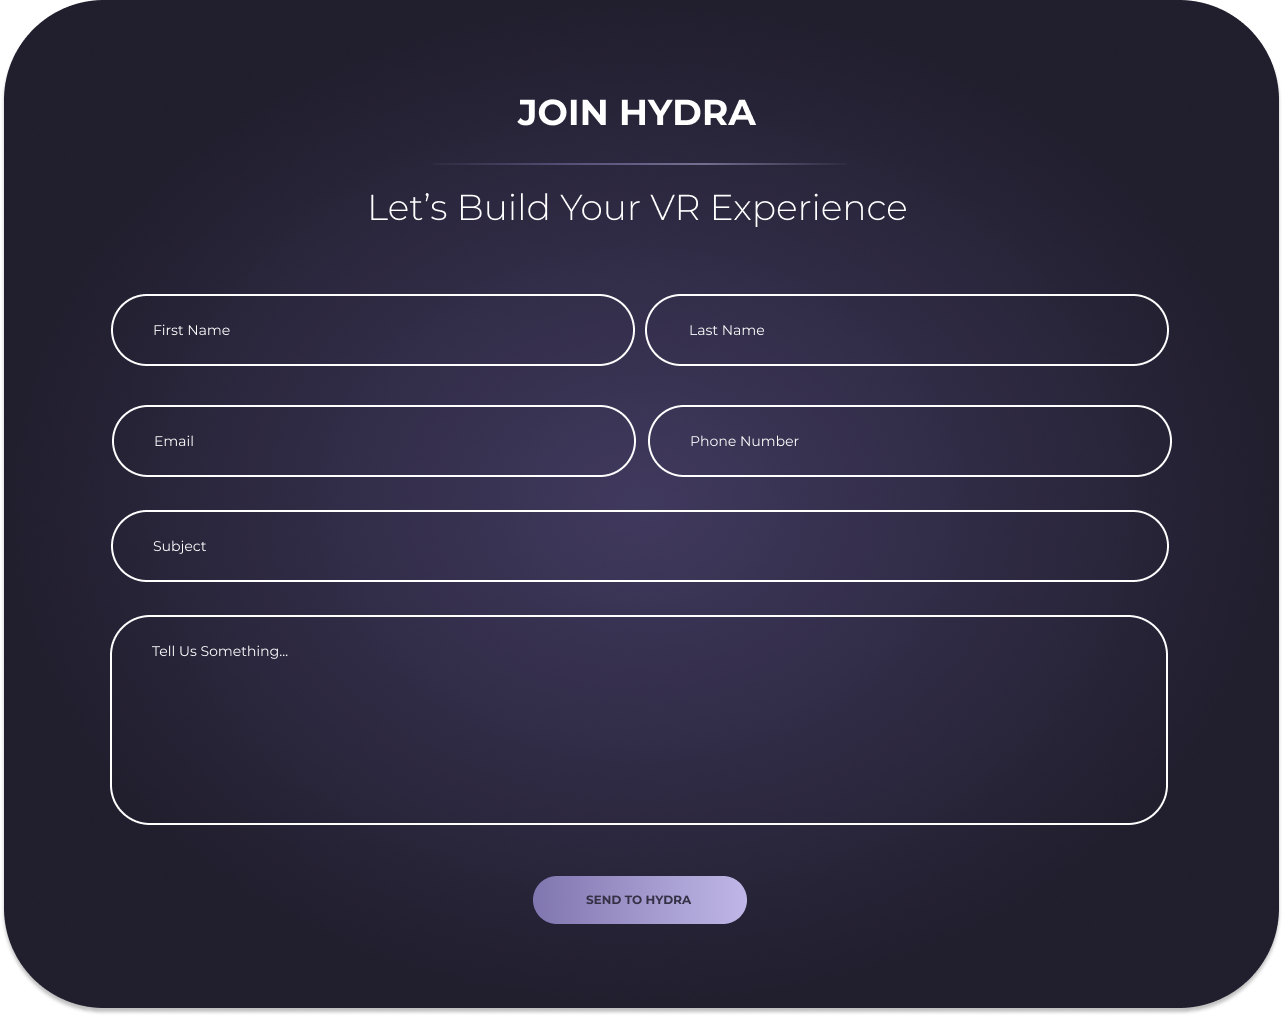 JOIN HYDRA
Let’s Build Your VR Experience
First Name
Last Name
Email
Phone Number
Subject
Tell Us Something...
SEND TO HYDRA